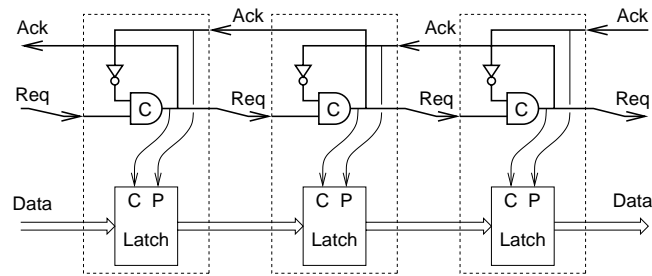 Ack Ack Ack
Req C Req C Req C Req
Data C P C P C P Data
Latch Latch Latch